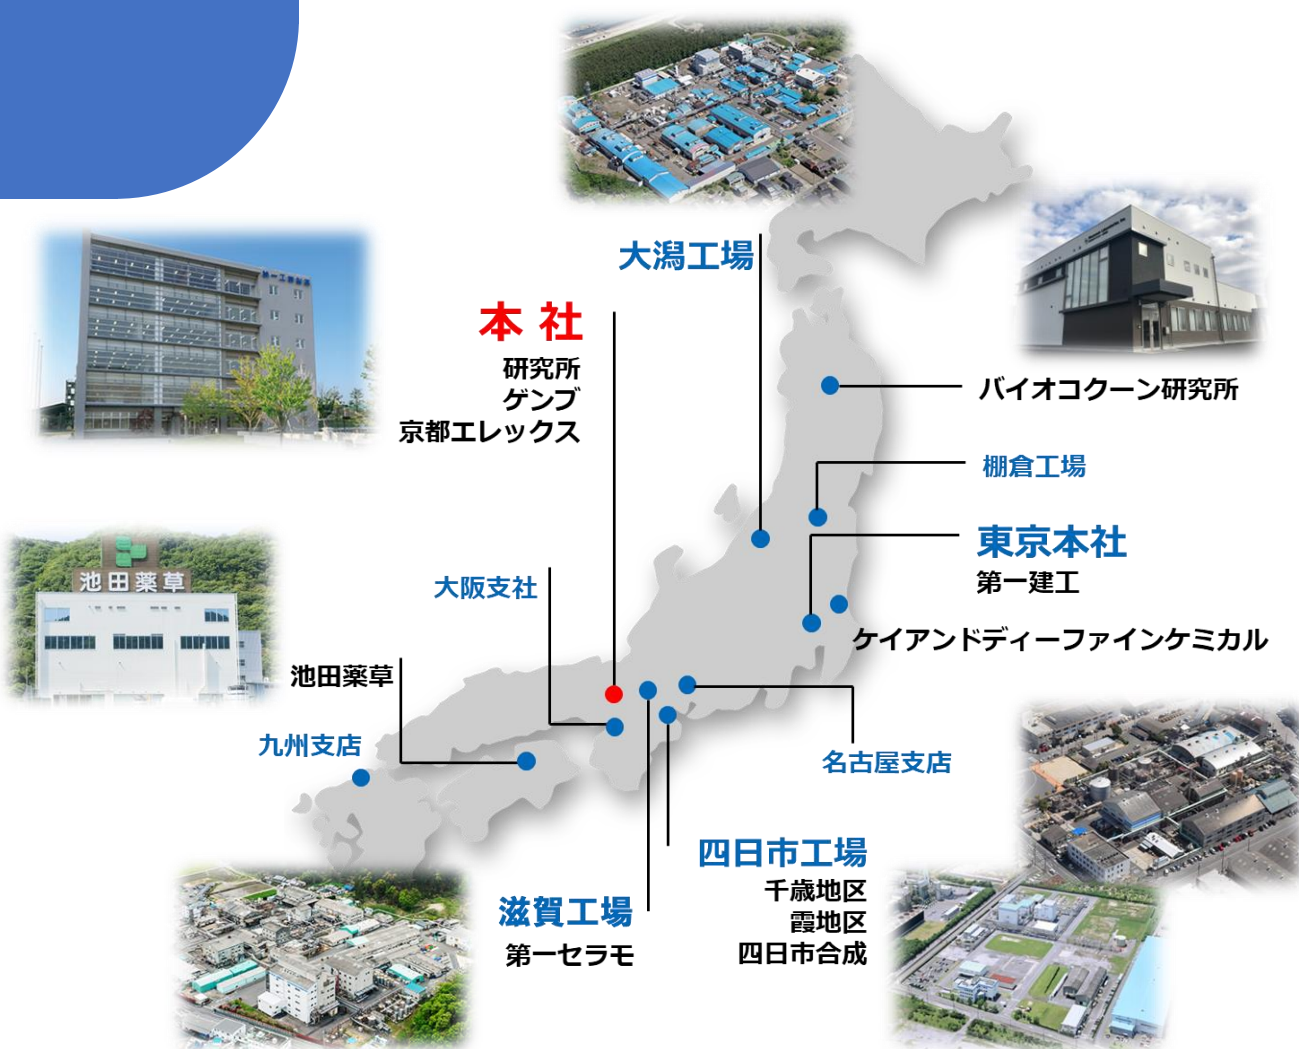 大潟工場
本 社
研究所
ゲンブ
京都エレックス
バイオコクーン研究所
棚倉工場
東京本社
第一建工
ケイアンドディーファインケミカル
大阪支社
池田薬草
池田薬草
九州支店
名古屋支店
四日市工場
千歳地区
霞地区
四日市合成
滋賀工場
第一セラモ